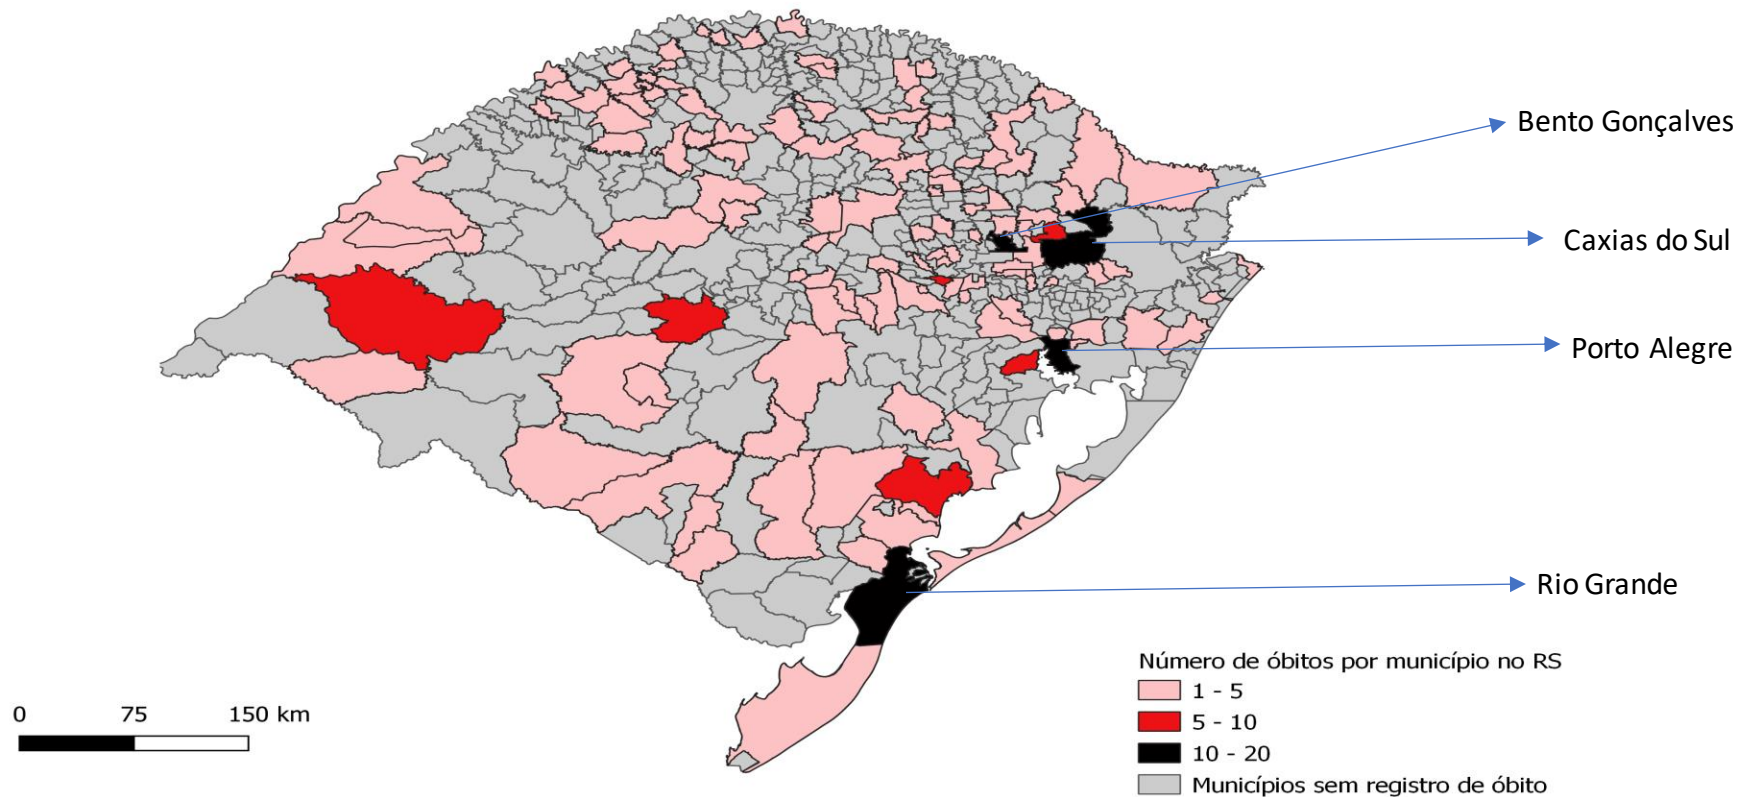 Bento Gonçalves
Caxias do Sul
Porto Alegre
Rio Grande
Número de óbitos por município no RS
1 - 5
5 - 10
10 - 20
Municípios sem registro de óbito
0 75 150 km